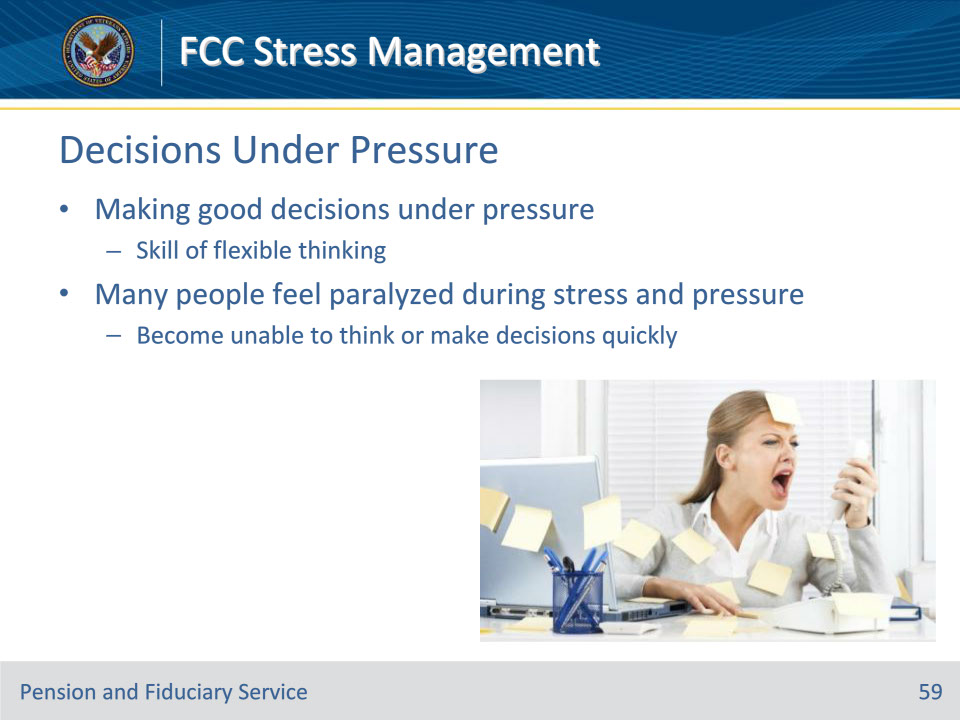 DEPARTMENT OF VETERANS AFFAIRS
UNITED STATES OF AMERICA
FCC Stress Management
Decisions Under Pressure
• Making good decisions under pressure
– Skill of flexible thinking
• Many people feel paralyzed during stress and pressure
– Become unable to think or make decisions quickly
Pension and Fiduciary Service
59